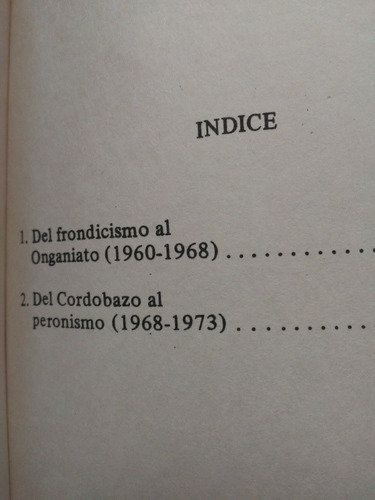 INDICE
1. Del frondicismo al
Onganiato (1960-1968) ............
2. Del Cordobazo al
peronismo (1968-1973) ...........